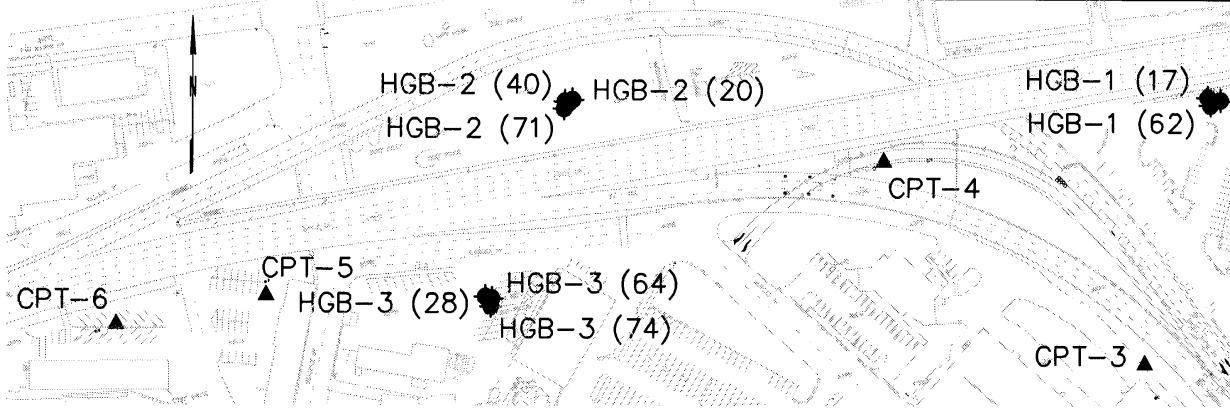 N
HGB-2 (40)
HGB-2 (20)
HGB-2 (71)
HGB-1 (17)
HGB-1 (62)
CPT-4
CPT-5
CPT-6
HGB-3 (28)
HGB-3 (64)
HGB-3 (74)
CPT-3